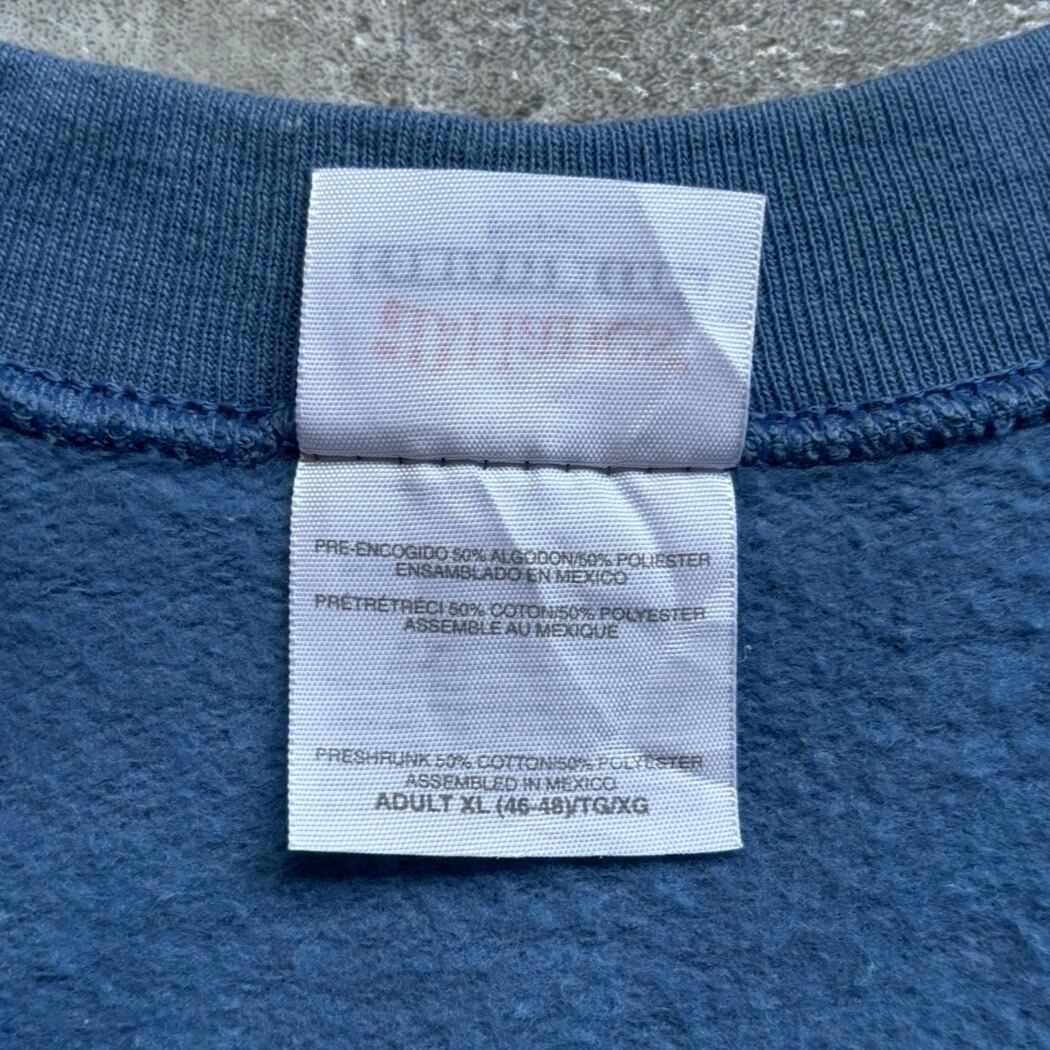 PRE-ENCOGIDO 50% ALGODON/50% POLIESTER
ENSAMBLADO EN MEXICO
PRÉTRÉTRÉCI 50% COTON/50% POLYESTER
ASSEMBLE AU MEXIQUE
PRESHRUNK 50% COTTON/50% POLYESTER
ASSEMBLED IN MEXICO
ADULT XL (46-48)/TG/XG